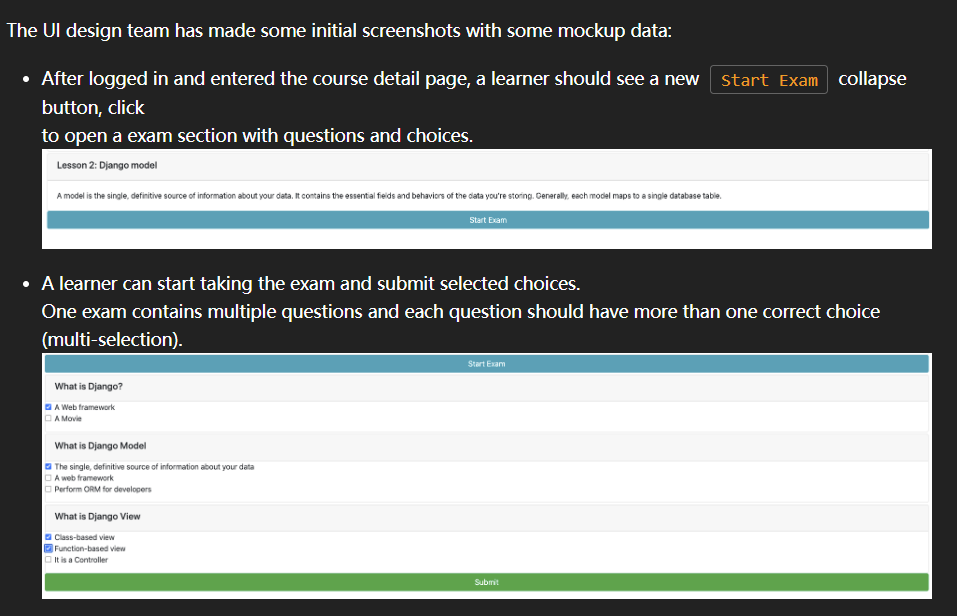 The UI design team has made some initial screenshots with some mockup data:
After logged in and entered the course detail page, a learner should see a new Start Exam collapse
button, click
to open a exam section with questions and choices.
Lesson 2: Django model
A model is the single, definitive source of information about your data. It contains the essential fields and behaviors of the data you're storing. Generally, each model maps to a single database table.
Start Exam
A learner can start taking the exam and submit selected choices.
One exam contains multiple questions and each question should have more than one correct choice
(multi-selection).
Start Exam
What is Django?
A Web framework
A Movie
What is Django Model
The single, definitive source of information about your data
A web framework
Perform ORM for developers
What is Django View
Class-based view
Function-based view
It is a Controller
Submit